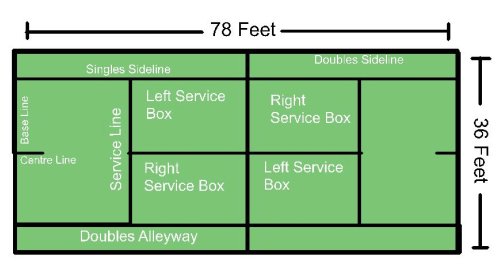 78 Feet
Singles Sideline
Doubles Sideline
Base Line
Service Line
Left Service
Box
Right
Service Box
36 Feet
Centre Line
Right
Service Box
Left Service
Box
Doubles Alleyway